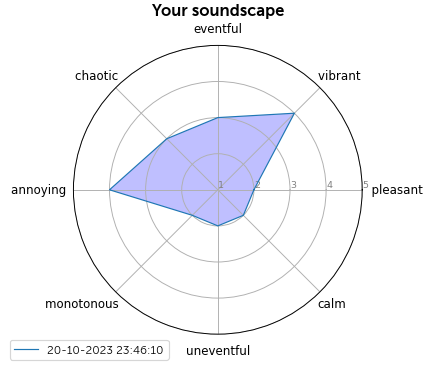 Your soundscape
eventful
chaotic
vibrant
annoying
1
2
3
4
5
pleasant
monotonous
calm
20-10-2023 23:46:10
uneventful